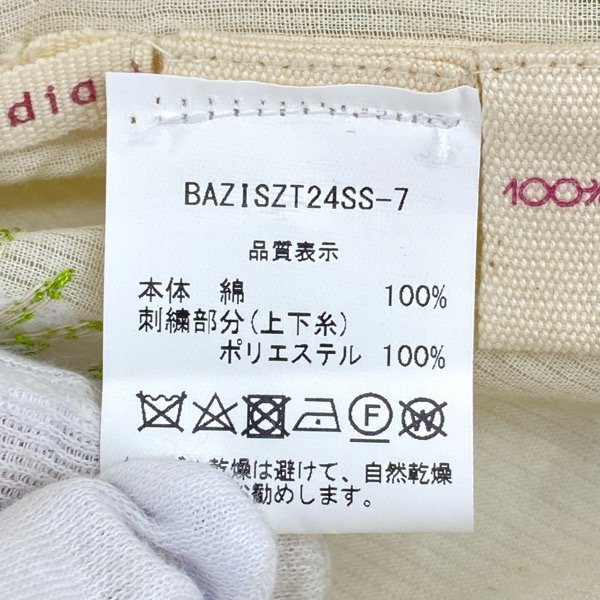 dia
100%
BAZISZT24SS-7
品質表示
本体 綿 100%
刺繍部分(上下糸)
ポリエステル 100%
F
W
乾燥は避けて、自然乾燥
勧めします。